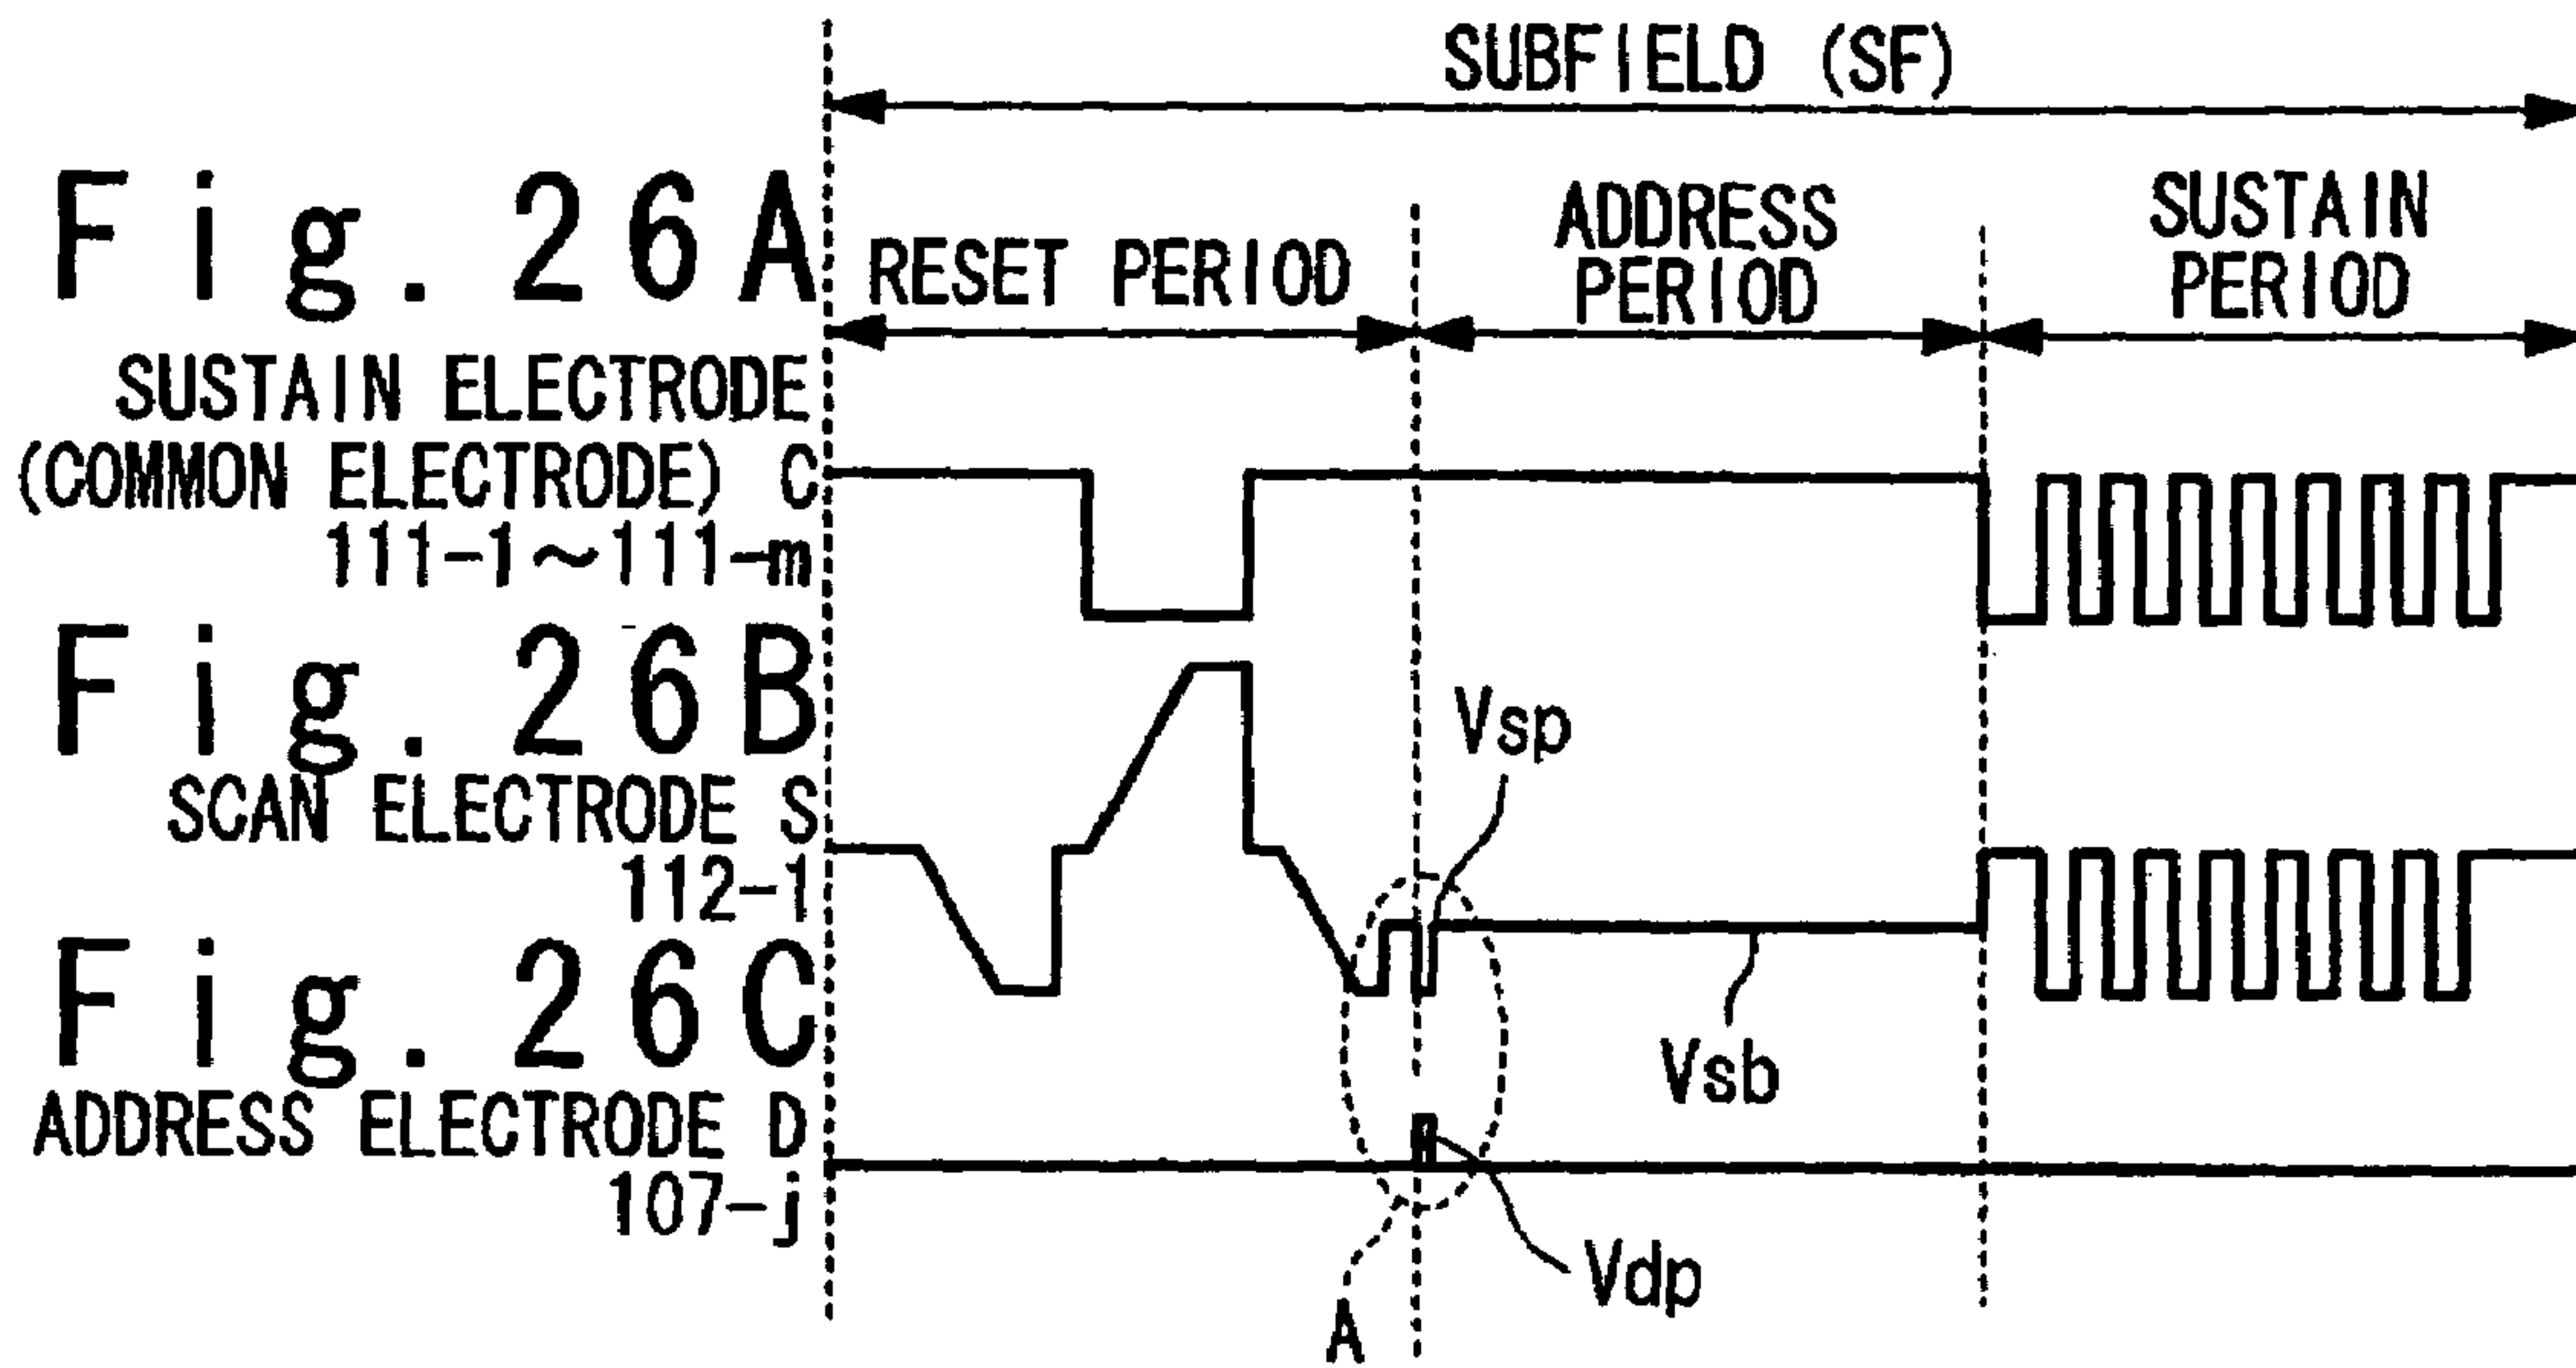 SUBFIELD (SF)
Fig. 26A
RESET PERIOD
ADDRESS
PERIOD
SUSTAIN
PERIOD
SUSTAIN ELECTRODE
(COMMON ELECTRODE) C
111-1~111-m
Fig. 26B
SCAN ELECTRODE S
112-1
Vsp
Vsb
Fig. 26C
ADDRESS ELECTRODE D
107-j
Vdp
A